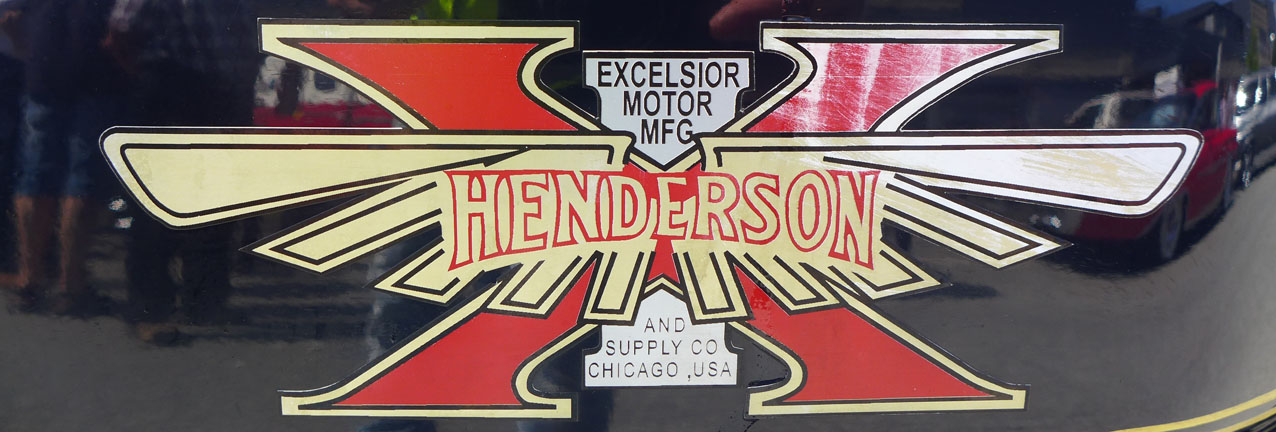 EXCELSIOR
MOTOR
MFG
HENDERSON
AND
SUPPLY CO
CHICAGO ,USA